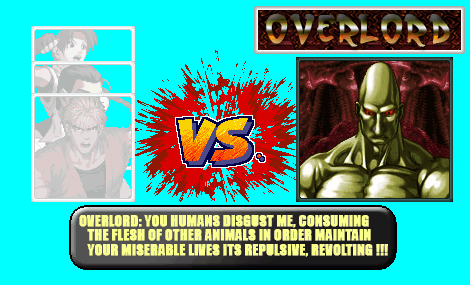 OVERLORD
VS.
OVERLORD: YOU HUMANS DISGUST ME, CONSUMING
THE FLESH OF OTHER ANIMALS IN ORDER MAINTAIN
YOUR MISERABLE LIVES ITS REPULSIVE, REVOLTING !!!